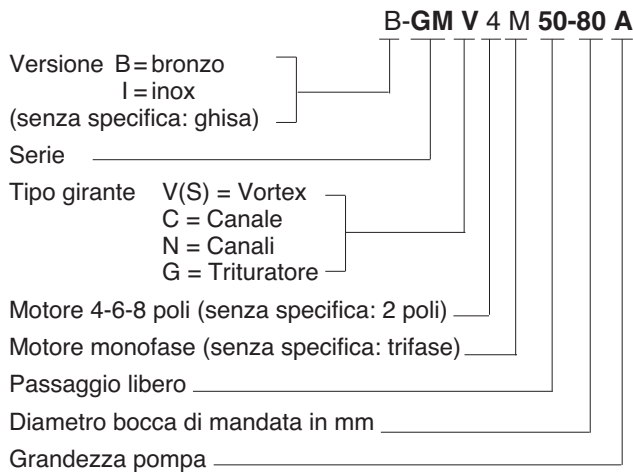 B-GM V 4 M 50-80 A
Versione B=bronzo
I=inox
(senza specifica: ghisa)
Serie
Tipo girante V(S) = Vortex
C = Canale
N = Canali
G = Trituratore
Motore 4-6-8 poli (senza specifica: 2 poli)
Motore monofase (senza specifica: trifase)
Passaggio libero
Diametro bocca di mandata in mm
Grandezza pompa